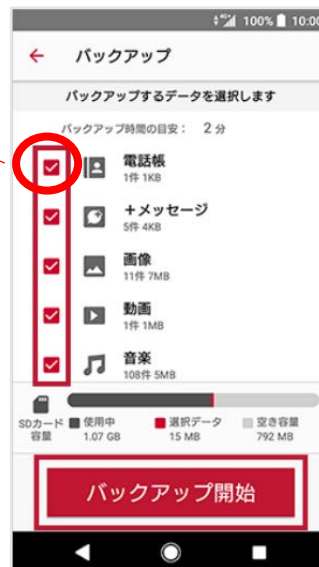 100% 10:00
バックアップ
バックアップするデータを選択します
バックアップ時間の目安: 2 分
電話帳
1件 1KB
+メッセージ
5件 4KB
画像
11件 7MB
動画
1件 1MB
音楽
108件 5MB
SDカード 容量 使用中 選択データ 空き容量
1.07 GB 15 MB 792 MB
バックアップ開始